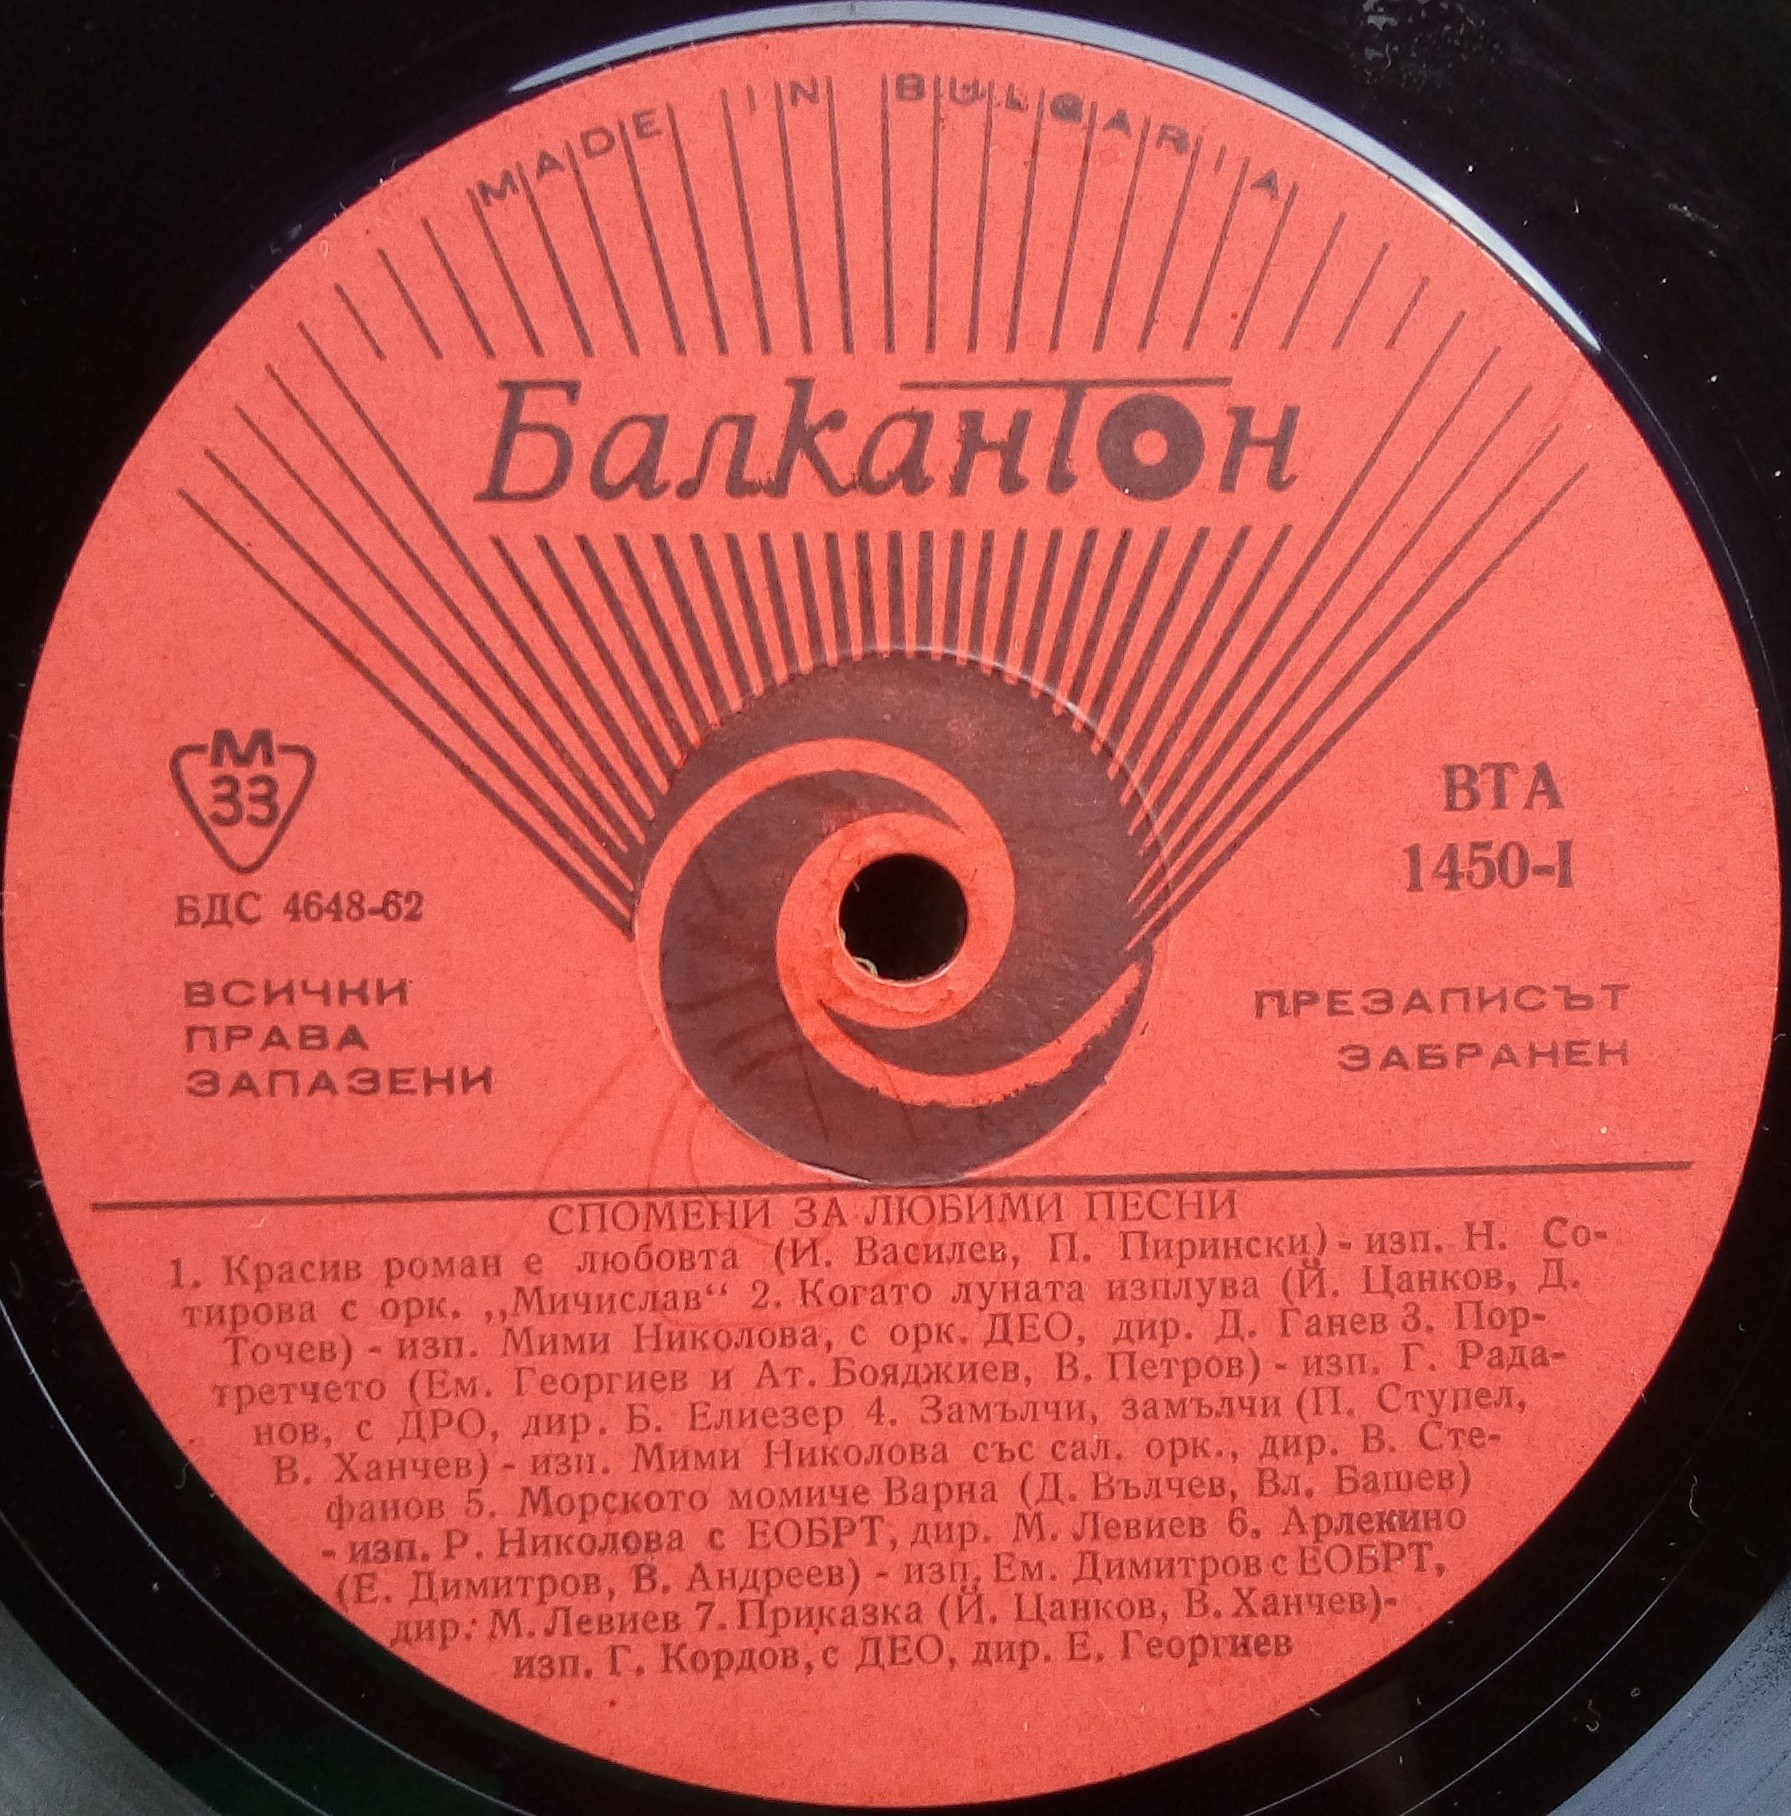 MADE IN BULGARIA
Балкантон
М
33
БДС 4648-62
ВСИЧКИ
ПРАВА
ЗАПАЗЕНИ
ВТА
1450-I
ПРЕЗАПИСЪТ
ЗАБРАНЕН
СПОМЕНИ ЗА ЛЮБИМИ ПЕСНИ
1. Красив роман е любовта (И. Василев, П. Пирински) - изп. Н. Со-
тирова с орк. „Мичислав“ 2. Когато луната изплува (Й. Цанков, Д.
Точев) - изп. Мими Николова, с орк. ДЕО, дир. Д. Ганев 3. Пор-
третчето (Ем. Георгиев и Ат. Бояджиев, В. Петров) - изп. Г. Рада-
нов, с ДРО, дир. Б. Елиезер 4. Замълчи, замълчи (П. Ступел,
В. Ханчев) - изп. Мими Николова със сал. орк., дир. В. Сте-
фанов 5. Морското момиче Варна (Д. Вълчев, Вл. Башев)
- изп. Р. Николова с ЕОБРТ, дир. М. Левиев 6. Арлекино
(Е. Димитров, В. Андреев) - изп. Ем. Димитров с ЕОБРТ,
дир. М. Левиев 7. Приказка (Й. Цанков, В. Ханчев)-
изп. Г. Кордов, с ДЕО, дир. Е. Георгиев